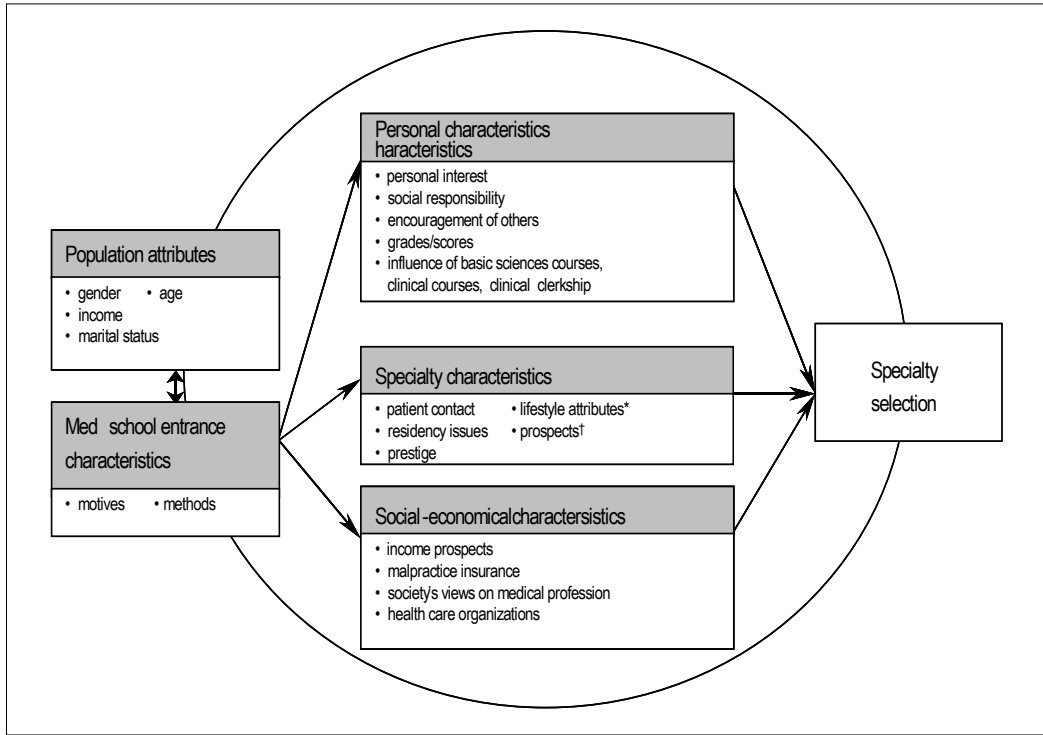 Personal characteristics
haracteristics
• personal interest
• social responsibility
• encouragement of others
• grades/scores
• influence of basic sciences courses,
clinical courses, clinical clerkship
Population attributes
• gender • age
• income
• marital status
Med school entrance
characteristics
• motives • methods
Specialty characteristics
• patient contact • lifestyle attributes*
• residency issues • prospects†
• prestige
Social-economicalcharactersistics
• income prospects
• malpractice insurance
• society's views on medical profession
• health care organizations
Specialty
selection